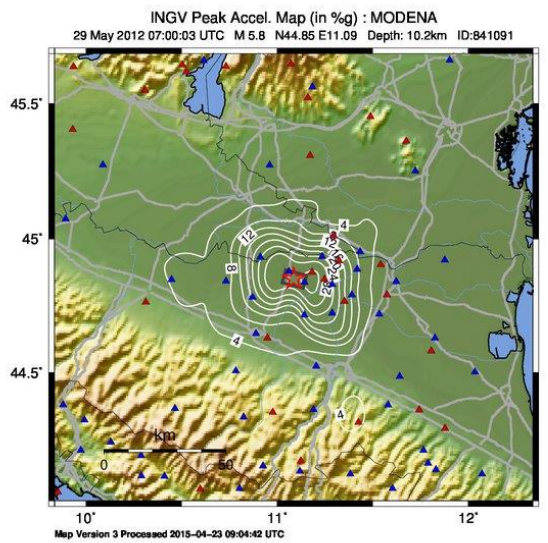 INGV Peak Accel. Map (in %g) : MODENA
29 May 2012 07:00:03 UTC M 5.8 N44.85 E11.09 Depth: 10.2km ID:841091
45.5˚
45˚
44.5˚
4
12
8
4
4
km
0 50
10˚ 11˚ 12˚
Map Version 3 Processed 2015-04-23 09:04:42 UTC